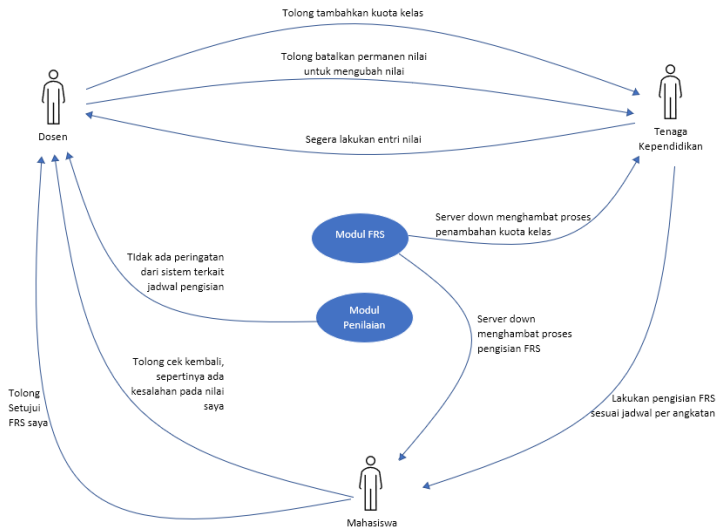 Tolong tambahkan kuota kelas
Tolong batalkan permanen nilai
untuk mengubah nilai
Dosen
Tenaga
Kependidikan
Segera lakukan entri nilai
Modul FRS
Server down menghambat proses
penambahan kuota kelas
TIdak ada peringatan
dari sistem terkait
jadwal pengisian
Modul
Penilaian
Server down
menghambat proses
pengisian FRS
Tolong cek kembali,
sepertinya ada
kesalahan pada nilai
saya
Tolong
Setujui
FRS saya
Lakukan pengisian FRS
sesuai jadwal per angkatan
Mahasiswa